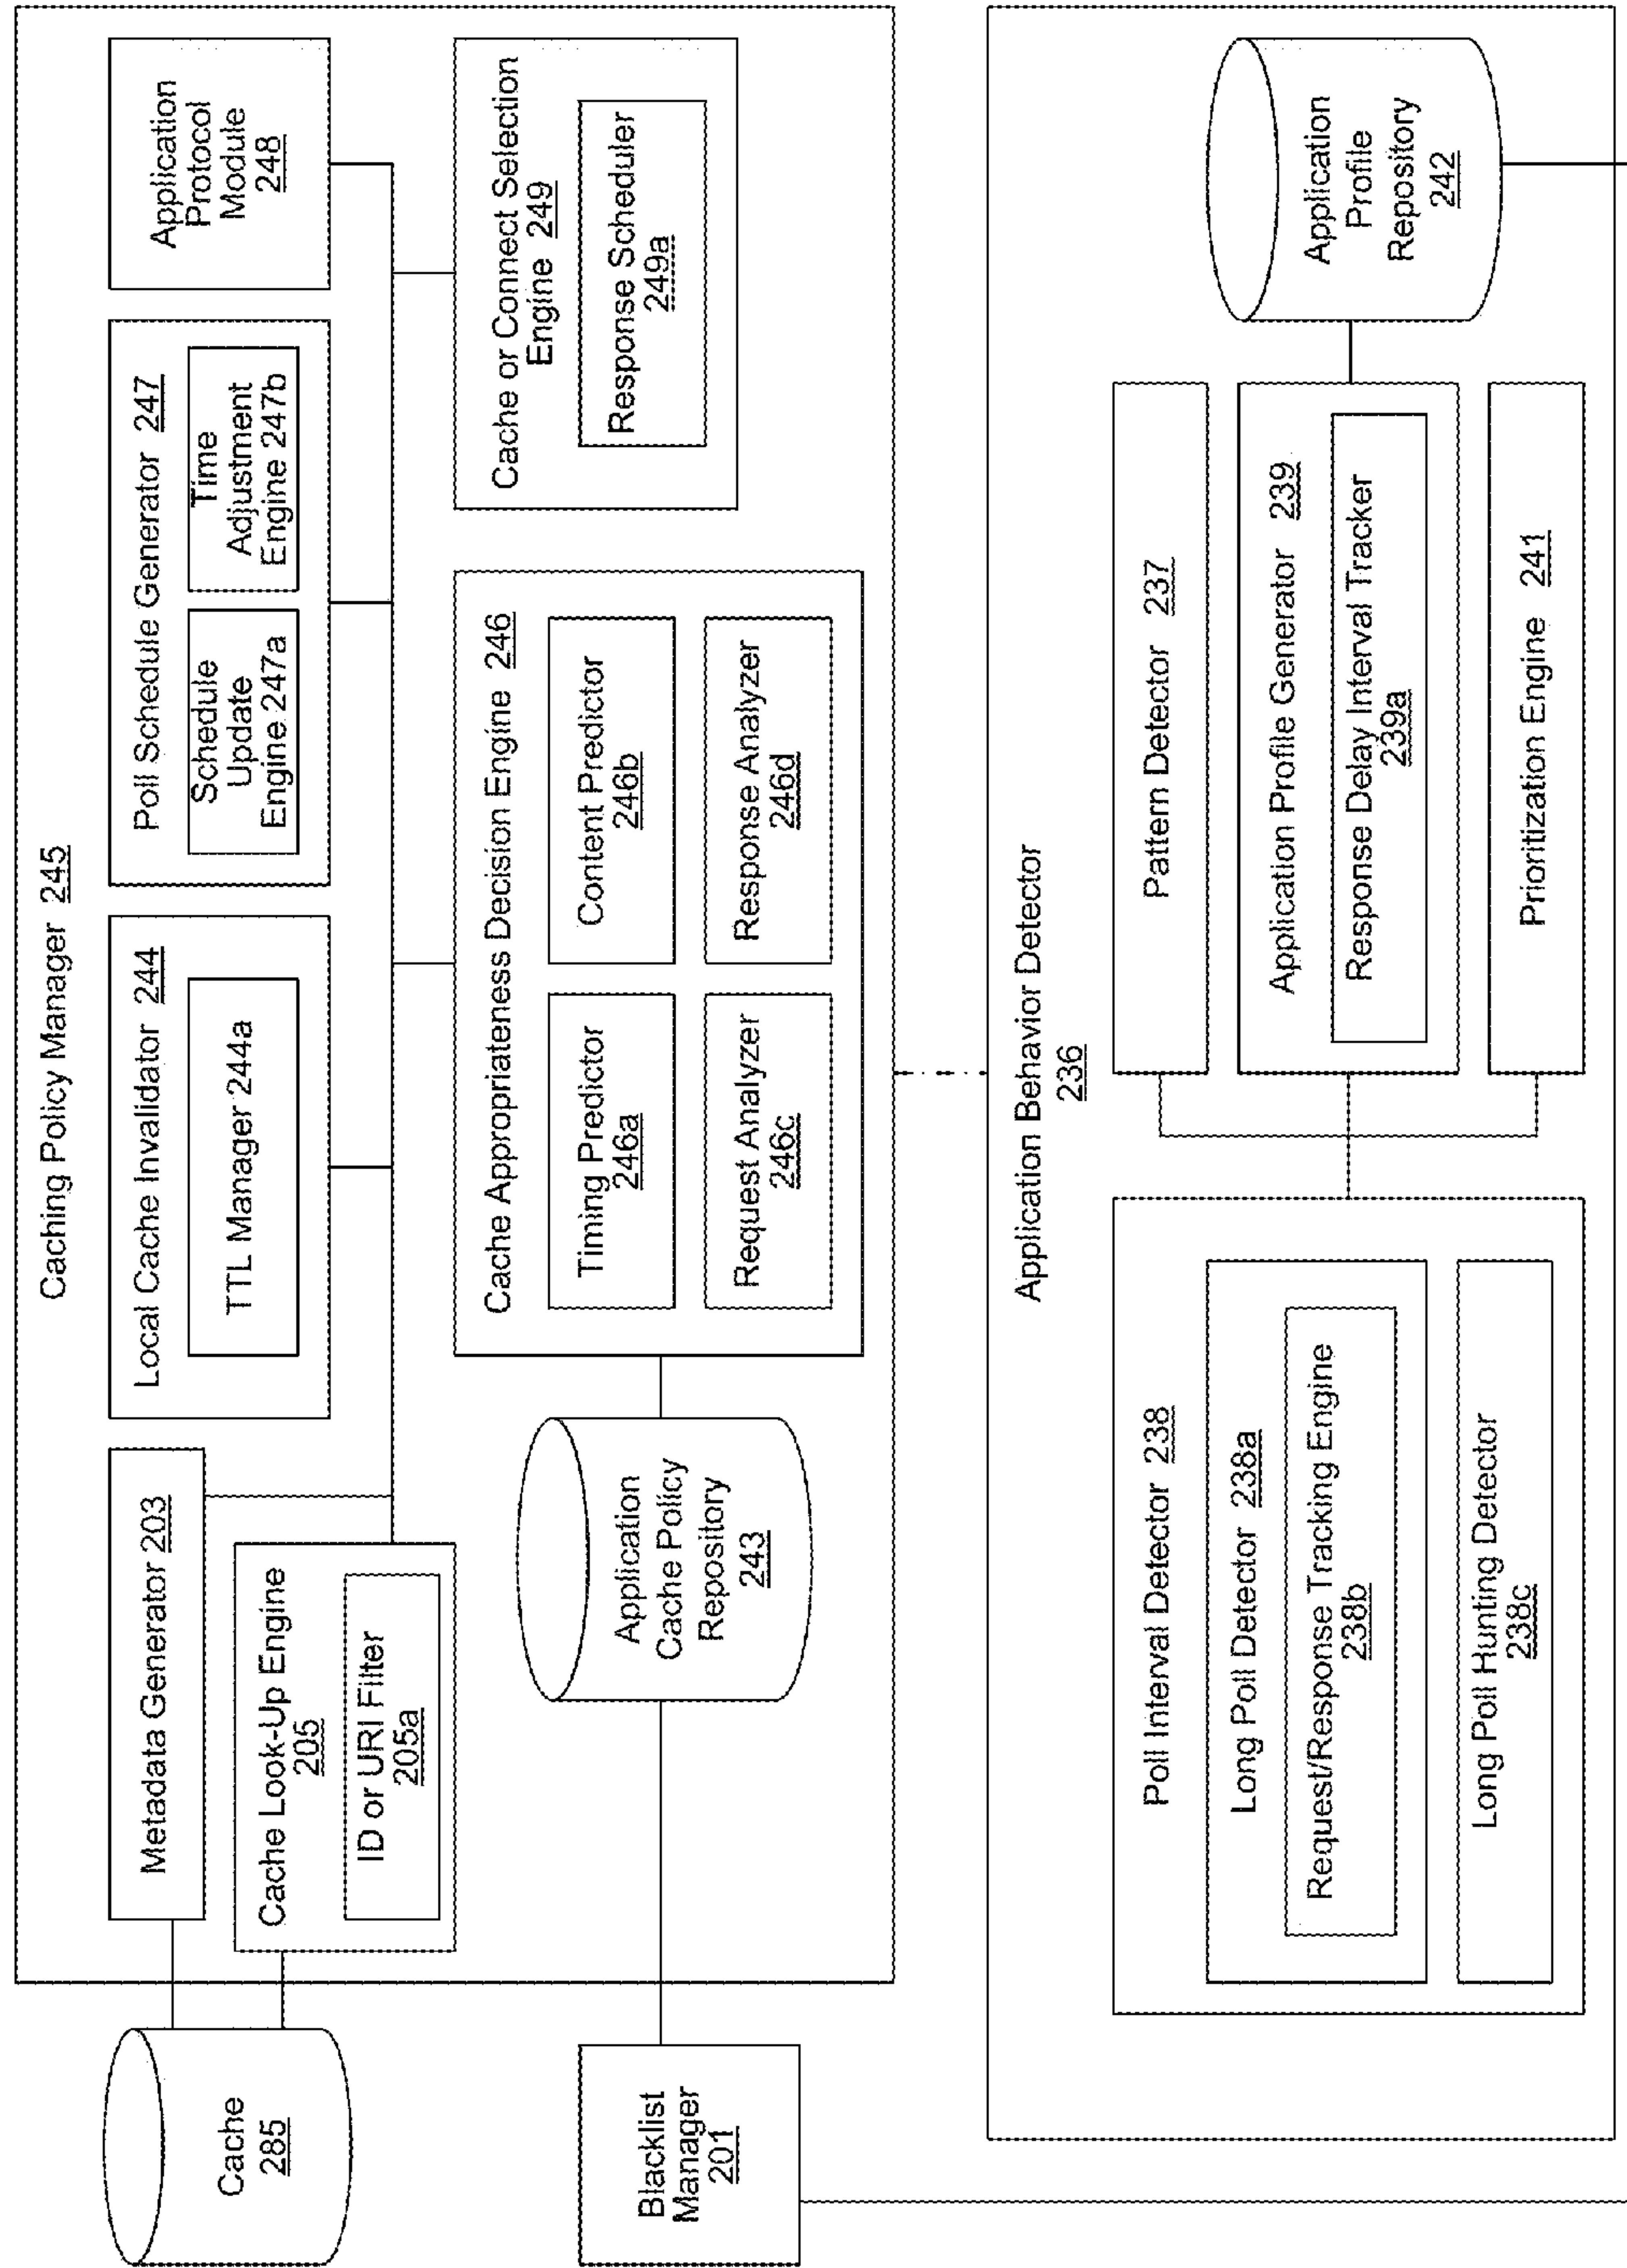 Caching Policy Manager 245
Cache
285
Metadata Generator 203
Cache Look-Up Engine
205
ID or URI Filter
205a
Local Cache Invalidator 244
TTL Manager 244a
Poll Schedule Generator 247
Schedule
Update
Engine 247a
Time
Adjustment
Engine 247b
Application
Protocol
Module
248
Blacklist
Manager
201
Application
Cache Policy
Repository
243
Cache Appropriateness Decision Engine 246
Timing Predictor
246a
Content Predictor
246b
Request Analyzer
246c
Response Analyzer
246d
Cache or Connect Selection
Engine 249
Response Scheduler
249a
Application Behavior Detector
236
Poll Interval Detector 238
Long Poll Detector 238a
Request/Response Tracking Engine
238b
Long Poll Hunting Detector
238c
Pattern Detector 237
Application Profile Generator 239
Response Delay Interval Tracker
239a
Prioritization Engine 241
Application
Profile
Repository
242